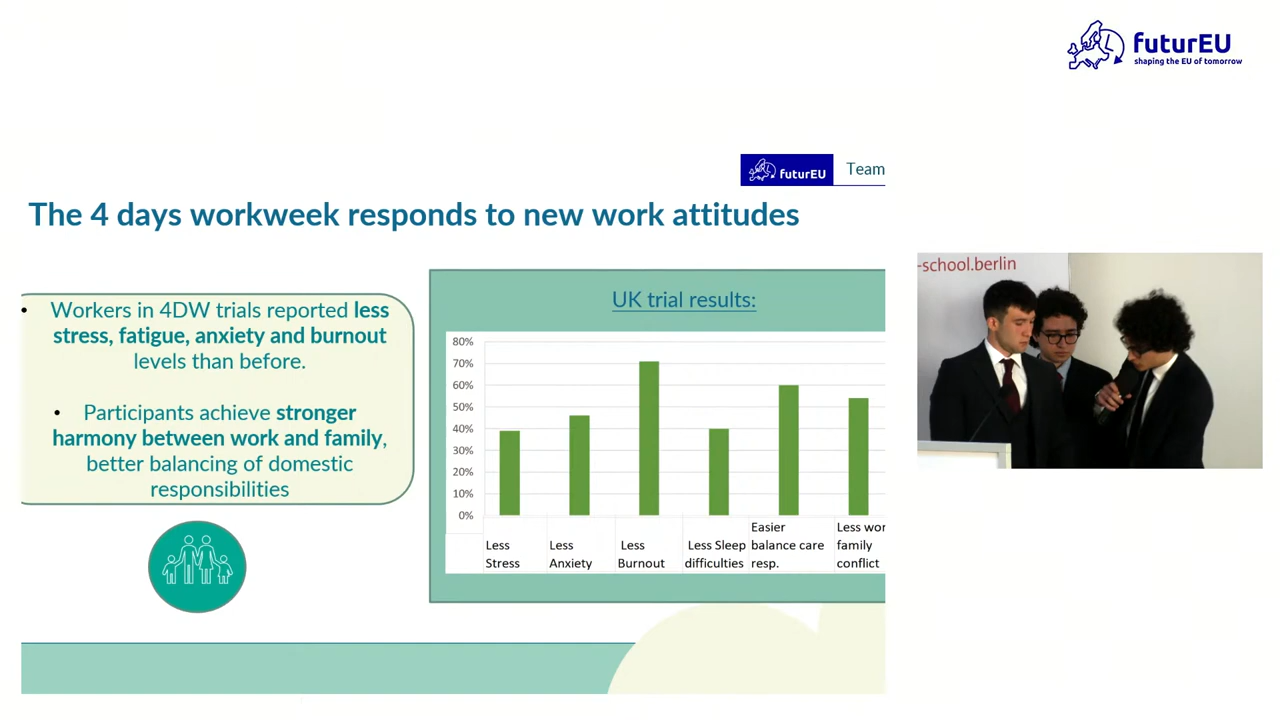 futurEU
shaping the EU of tomorrow
futurEU
Team
The 4 days workweek responds to new work attitudes
• Workers in 4DW trials reported less
stress, fatigue, anxiety and burnout
levels than before.
• Participants achieve stronger
harmony between work and family,
better balancing of domestic
responsibilities
UK trial results:
80%
70%
60%
50%
40%
30%
20%
10%
0%
Less
Stress
Less
Anxiety
Less
Burnout
Less Sleep
difficulties
Easier
balance care
resp.
Less wor
family
conflict
-school.berlin